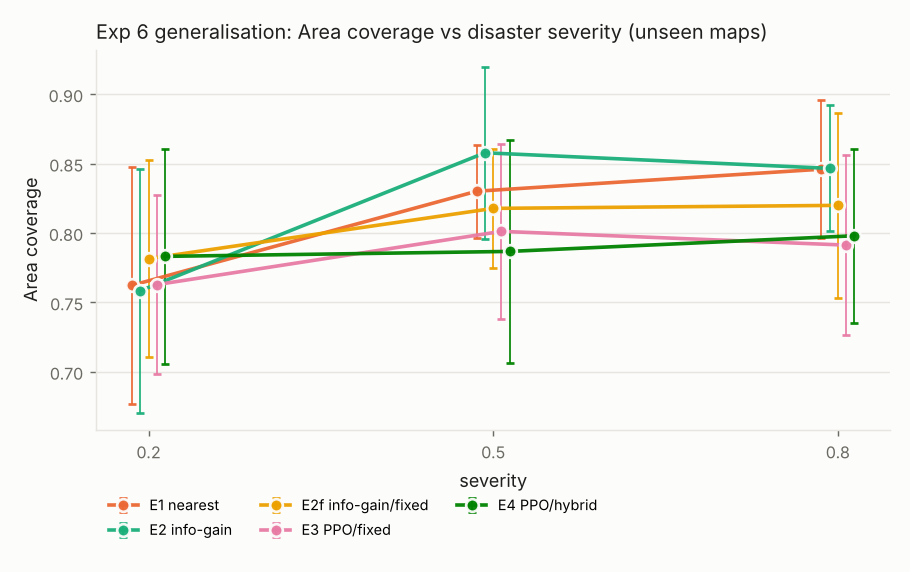 Exp 6 generalisation: Area coverage vs disaster severity (unseen maps)
Area coverage
0.90
0.85
0.80
0.75
0.70
0.2 0.5 0.8
severity
E1 nearest E2f info-gain/fixed E4 PPO/hybrid
E2 info-gain E3 PPO/fixed